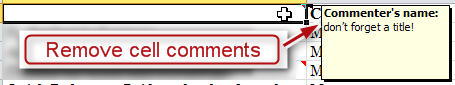 Commenter's name:
don't forget a title!
Remove cell comments